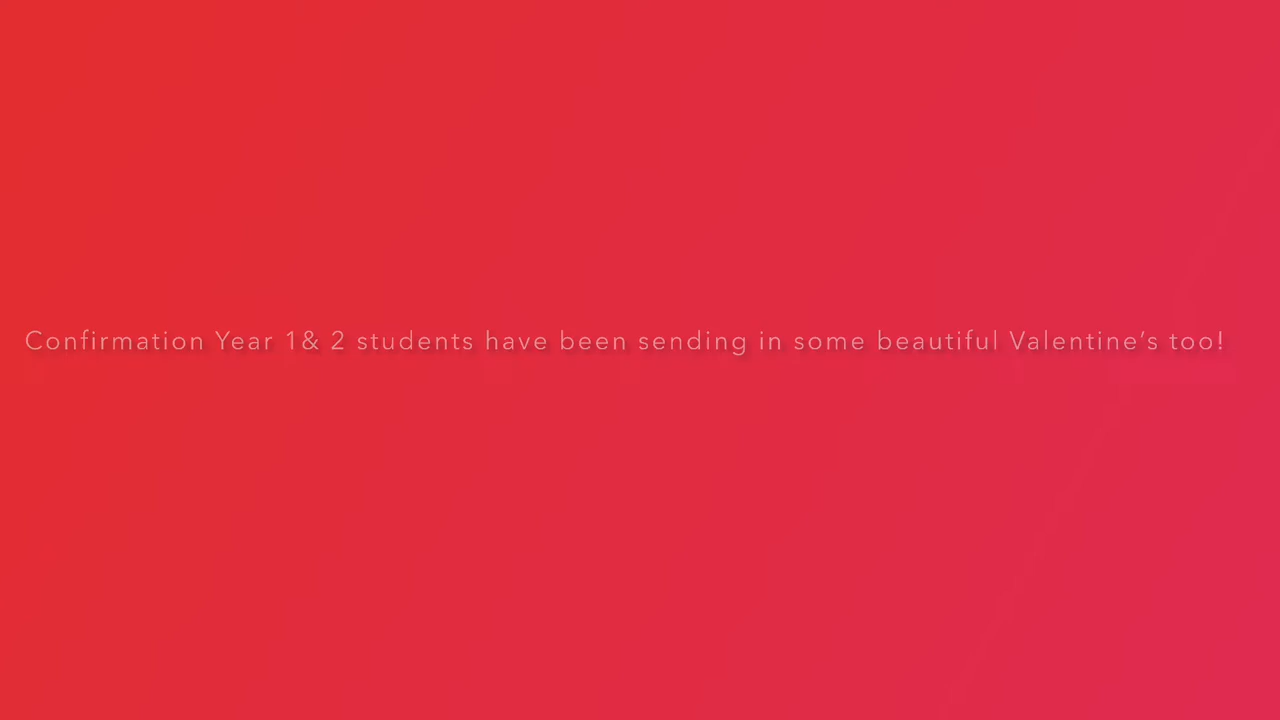 Confirmation Year 1& 2 students have been sending in some beautiful Valentine’s too!